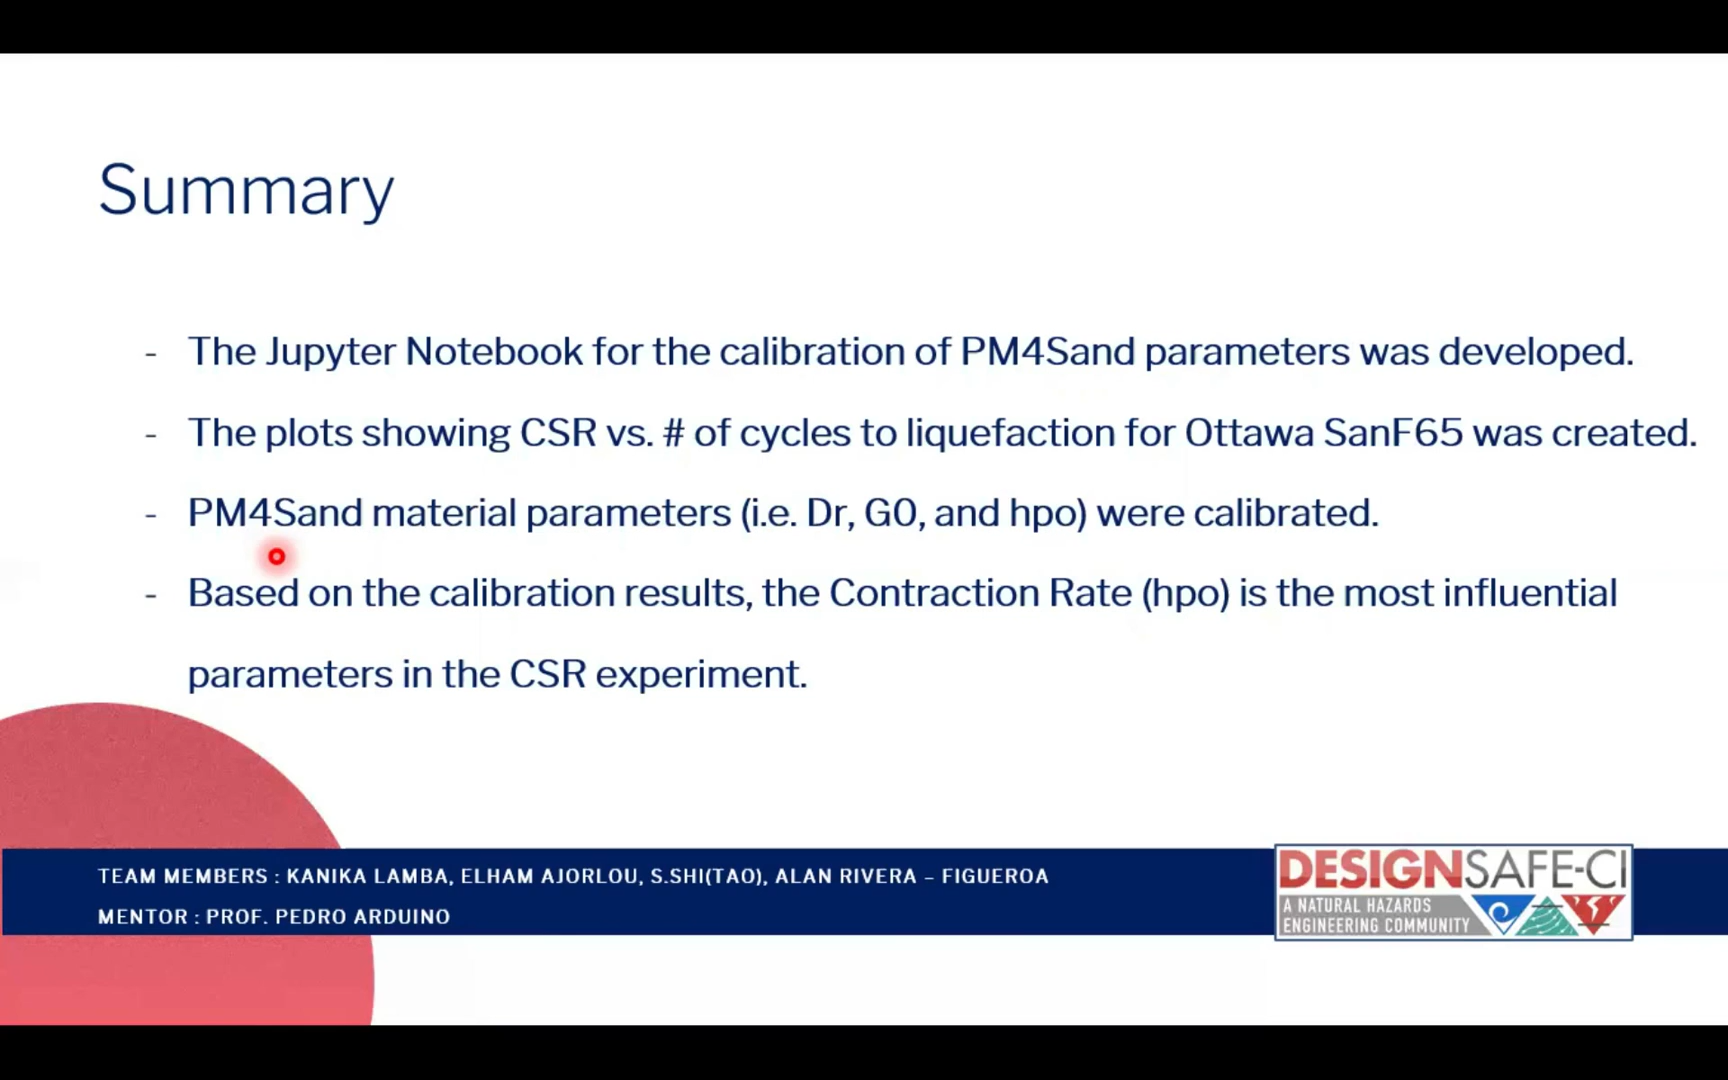 Summary
- The Jupyter Notebook for the calibration of PM4Sand parameters was developed.
- The plots showing CSR vs. # of cycles to liquefaction for Ottawa SanF65 was created.
- PM4Sand material parameters (i.e. Dr, G0, and hpo) were calibrated.
- Based on the calibration results, the Contraction Rate (hpo) is the most influential
parameters in the CSR experiment.
TEAM MEMBERS : KANIKA LAMBA, ELHAM AJORLOU, S.SHI(TAO), ALAN RIVERA – FIGUEROA
MENTOR : PROF. PEDRO ARDUINO
DESIGNSAFE-CI
A NATURAL HAZARDS
ENGINEERING COMMUNITY